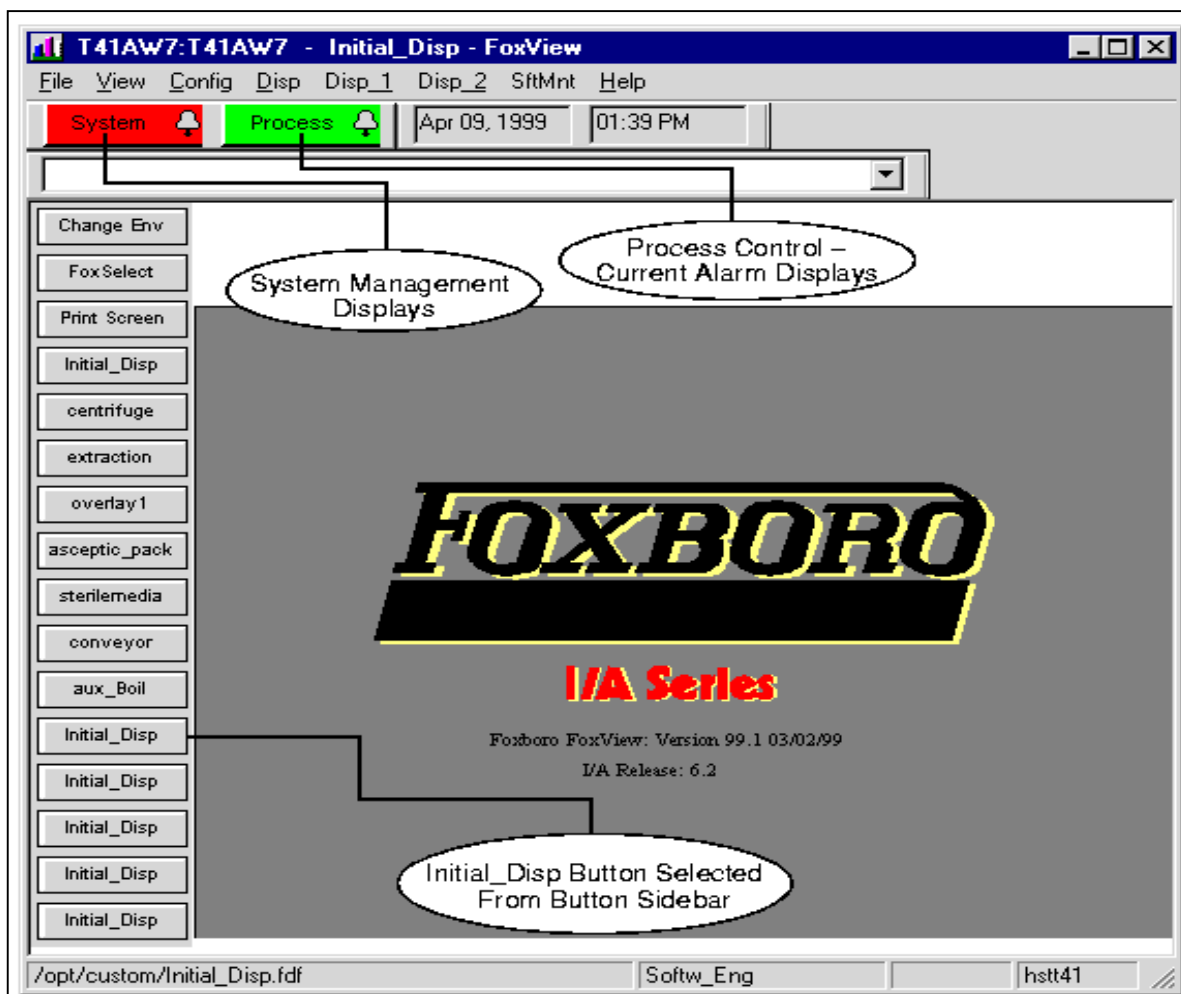 T41AW7:T41AW7 - Initial_Disp - FoxView
File View Config Disp Disp_1 Disp_2 SftMnt Help
System Process Apr 09, 1999 01:39 PM
Change Env
FoxSelect
Print Screen
Initial_Disp
centrifuge
extraction
overlay1
asceptic_pack
sterilemedia
conveyor
aux_Boil
Initial_Disp
Initial_Disp
Initial_Disp
Initial_Disp
Initial_Disp
System Management
Displays
Process Control –
Current Alarm Displays
FOXBORO
I/A Series
Foxboro FoxView: Version 99.1 03/02/99
I/A Release: 6.2
Initial_Disp Button Selected
From Button Sidebar
/opt/custom/Initial_Disp.fdf Softw_Eng hstt41